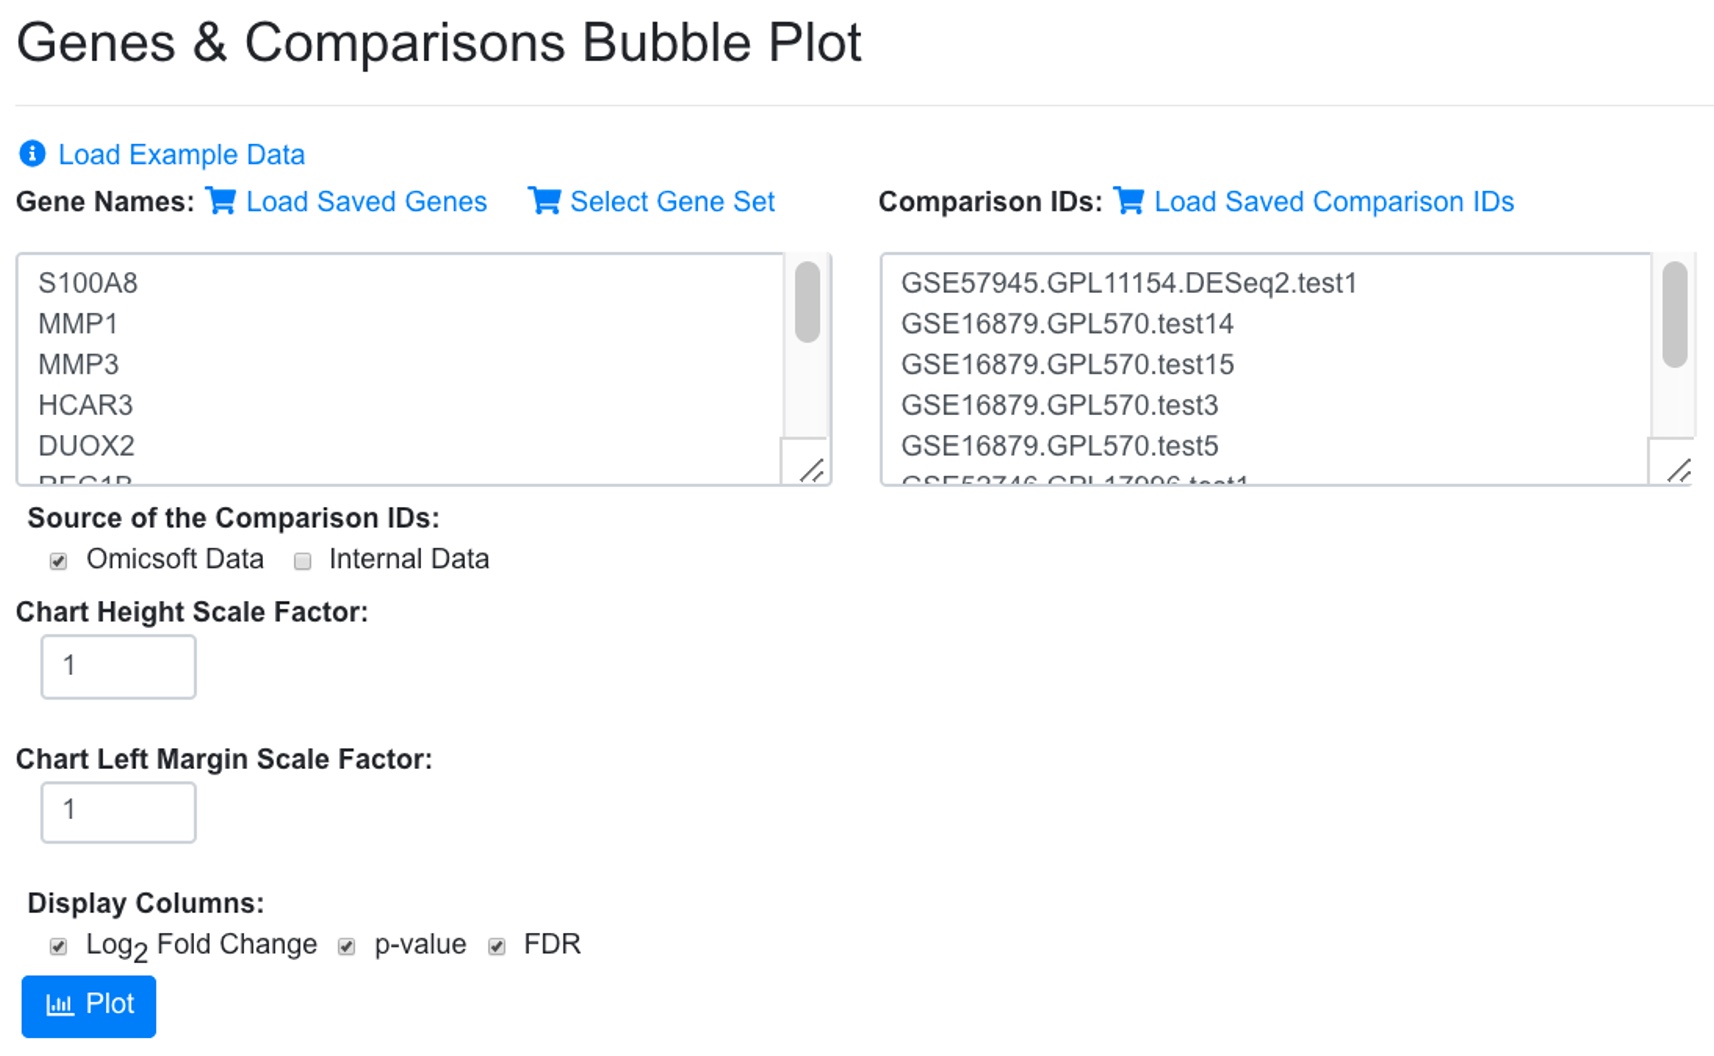 Genes & Comparisons Bubble Plot
Load Example Data
Gene Names: Load Saved Genes Select Gene Set
Comparison IDs: Load Saved Comparison IDs
S100A8
MMP1
MMP3
HCAR3
DUOX2
REG1B
GSE57945.GPL11154.DESeq2.test1
GSE16879.GPL570.test14
GSE16879.GPL570.test15
GSE16879.GPL570.test3
GSE16879.GPL570.test5
Source of the Comparison IDs:
Omicsoft Data Internal Data
Chart Height Scale Factor:
1
Chart Left Margin Scale Factor:
1
Display Columns:
Log2 Fold Change p-value FDR
Plot